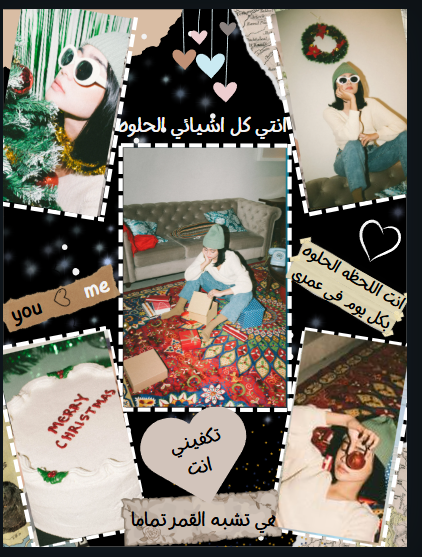 انتي كل اشيائي الحلوه
you me
انت اللحظه الحلوه
بكل يوم في عمري
MERRY
CHRISTMAS
تكفيني
انت
هي تشبه القمر تماما